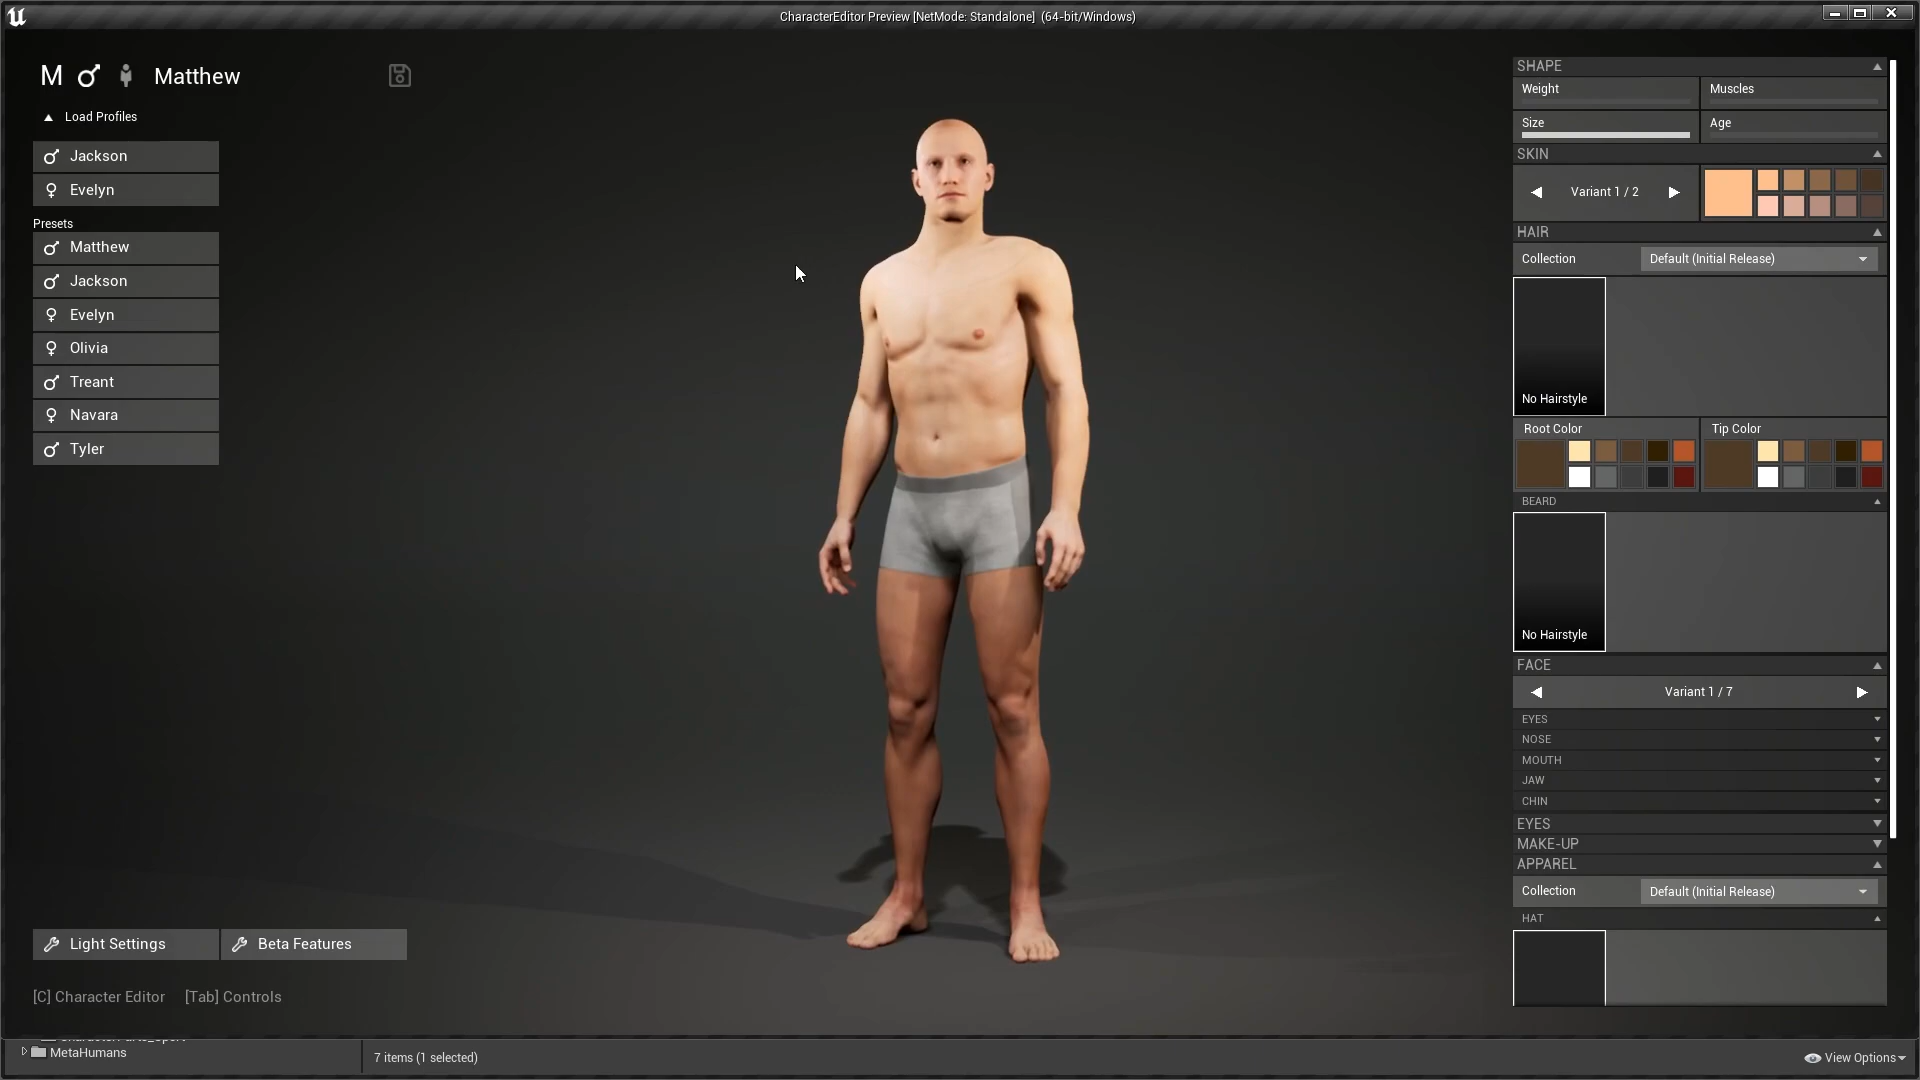 CharacterEditor Preview [NetMode: Standalone] (64-bit/Windows)
M Matthew
Load Profiles
Jackson
Evelyn
Presets
Matthew
Jackson
Evelyn
Olivia
Treant
Navara
Tyler
Light Settings
Beta Features
[C] Character Editor [Tab] Controls
SHAPE
Weight
Muscles
Size
Age
SKIN
Variant 1 / 2
HAIR
Collection
Default (Initial Release)
No Hairstyle
Root Color
Tip Color
BEARD
No Hairstyle
FACE
Variant 1 / 7
EYES
NOSE
MOUTH
JAW
CHIN
EYES
MAKE-UP
APPAREL
Collection
Default (Initial Release)
HAT
MetaHumans
7 items (1 selected)
View Options